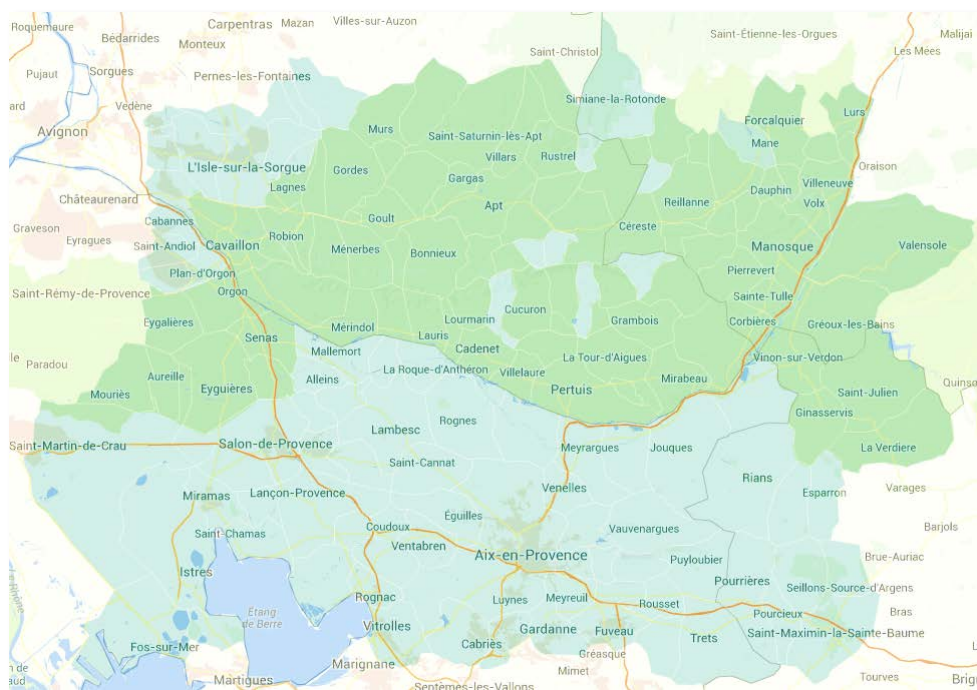 Roquemaure
Carpentras
Mazan
Villes-sur-Auzon
Bédarrides
Monteux
Saint-Étienne-les-Orgues
Malijai
Saint-Christol
Les Mées
Pujaut
Sorgues
Pernes-les-Fontaines
Vedène
ard
Simiane-la-Rotonde
Lurs
Forcalquier
Avignon
Murs
Saint-Saturnin-lès-Apt
Mane
Villars
Rustrel
L'Isle-sur-la-Sorgue
Gordes
Oraison
Gargas
Lagnes
Dauphin
Villeneuve
Châteaurenard
Reillanne
Volx
Apt
Cabannes
Goult
Graveson
Céreste
Eyragues
Robion
Saint-Andiol
Cavaillon
Manosque
Valensole
Ménerbes
Bonnieux
Plan-d'Orgon
Pierrevert
Saint-Rémy-de-Provence
Orgon
Sainte-Tulle
Cucuron
Eygalières
Lourmarin
Grambois
Corbières
Gréoux-les-Bains
Mérindol
Lauris
Senas
Cadenet
Mallemort
La Tour-d'Aigues
Vinon-sur-Verdon
lle
Paradou
La Roque-d'Anthéron
Villelaure
Aureille
Alleins
Mirabeau
Quinso
Eyguières
Pertuis
Saint-Julien
Mouriès
Ginasservis
Rognes
Lambesc
Saint-Martin-de-Crau
Salon-de-Provence
Meyrargues
Jouques
La Verdiere
Saint-Cannat
Rians
Miramas
Lançon-Provence
Venelles
Esparron
Varages
Éguilles
Saint-Chamas
Coudoux
Vauvenargues
Barjols
Ventabren
Aix-en-Provence
Puyloubier
Brue-Auriac
Istres
Pourrières
Seillons-Source-d'Argens
Rognac
Luynes
Meyreuil
Rousset
Étang
de Berre
Pourcieux
Bras
Vitrolles
Gardanne
Fuveau
Trets
Saint-Maximin-la-Sainte-Baume
Fos-sur-Mer
Cabriès
Gréasque
Marignane
Mimet
Martigues
Septèmes-les-Vallons
Tourves
Brig